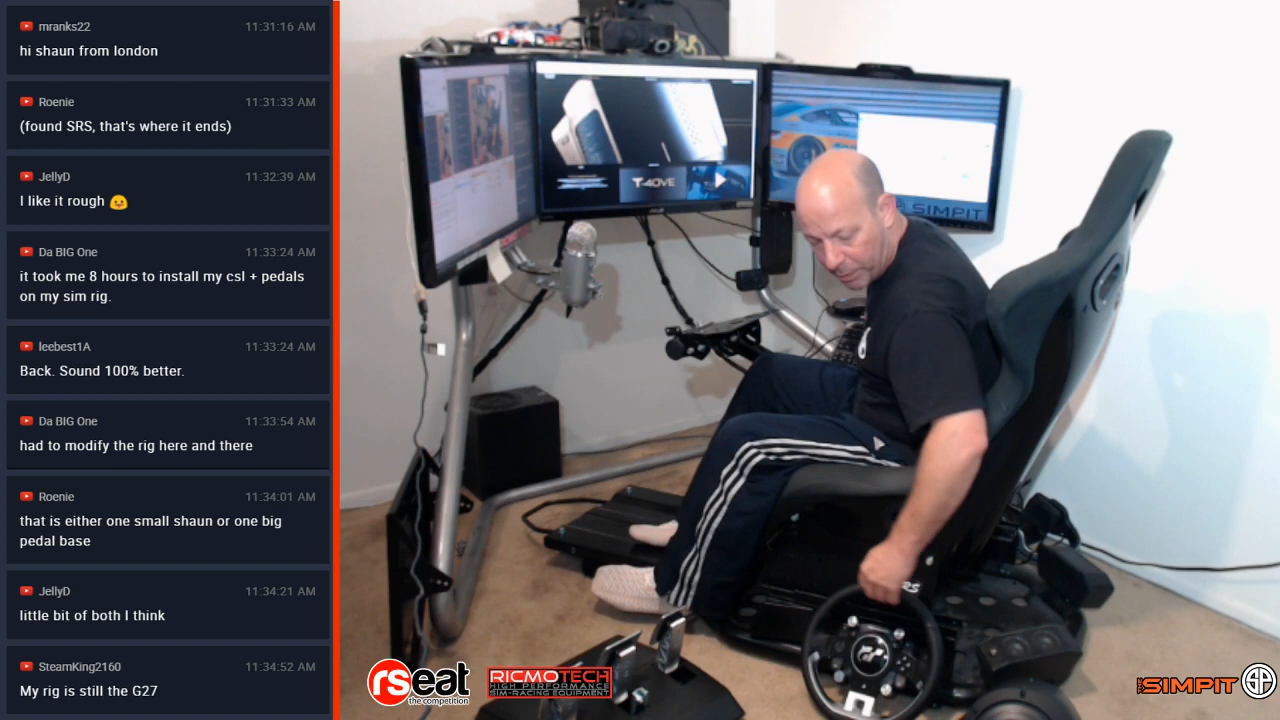 mranks22 11:31:16 AM
hi shaun from london
Roenie 11:31:33 AM
(found SRS, that's where it ends)
JellyD 11:32:39 AM
I like it rough
Da BIG One 11:33:24 AM
it took me 8 hours to install my csl + pedals
on my sim rig.
leebest1A 11:33:24 AM
Back. Sound 100% better.
Da BIG One 11:33:54 AM
had to modify the rig here and there
Roenie 11:34:01 AM
that is either one small shaun or one big
pedal base
JellyD 11:34:21 AM
little bit of both I think
SteamKing2160 11:34:52 AM
My rig is still the G27
T-40VE
SIMPIT
RS
rseat
the competition
RICMOTECH
HIGH PERFORMANCE
SIM-RACING EQUIPMENT
THE SIMPIT
SP